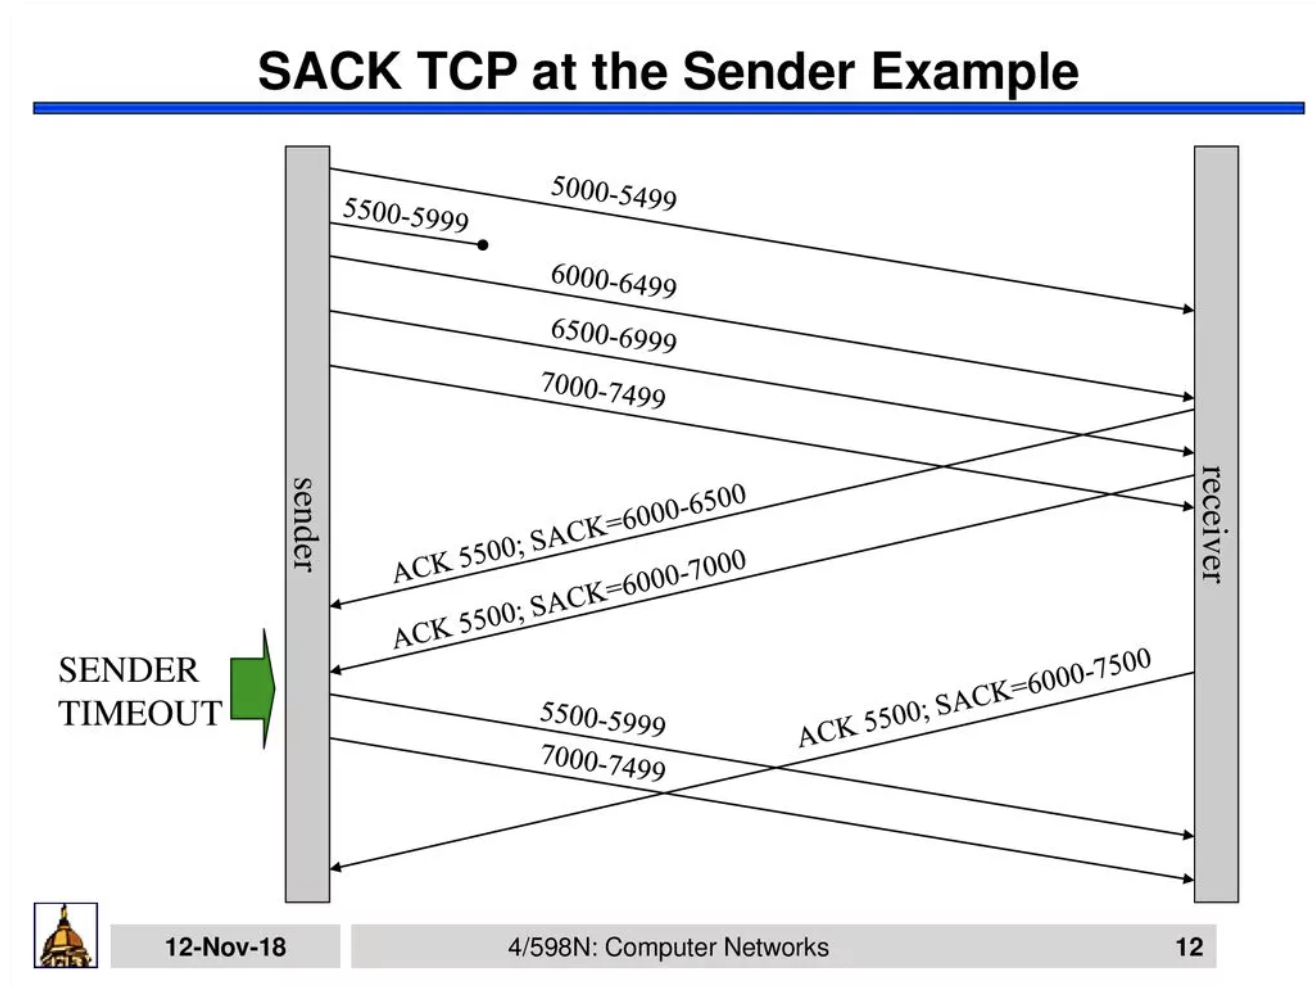 SACK TCP at the Sender Example
5000-5499
5500-5999
6000-6499
6500-6999
7000-7499
sender
receiver
ACK 5500; SACK=6000-6500
ACK 5500; SACK=6000-7000
SENDER
TIMEOUT
ACK 5500; SACK=6000-7500
5500-5999
7000-7499
12-Nov-18
4/598N: Computer Networks
12